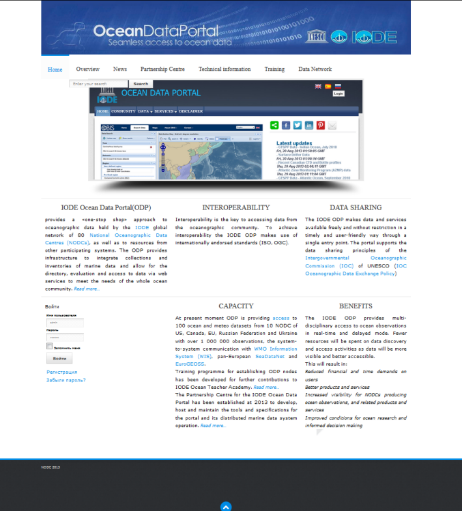 OceanDataPortal
Seamless access to ocean data
IODE
Home Overview News Partnership Centre Technical information Training Data Network
Enter your search Search
OCEAN DATA PORTAL
IODE
Login
HOME COMMUNITY DATA SERVICES DISCLAIMER
Latest updates
IODE Ocean Data Portal(ODP)
provides a «one-stop shop» approach to
oceanographic data held by the IODE global
network of 80 National Oceanographic Data
Centres (NODCs), as well as to resources from
other participating systems. The ODP provides
infrastructure to integrate collections and
inventories of marine data and allow for the
directory, evaluation and access to data via web
services to meet the needs of the whole ocean
community. Read more..
INTEROPERABILITY
Interoperability is the key to accessing data from
the oceanographic community. To achieve
interoperability the IODE ODP makes use of
internationally endorsed standards (ISO, OGC).
DATA SHARING
The IODE ODP makes data and services
available freely and without restriction in a
timely and user-friendly way through a
single entry point. The portal supports the
data sharing principles of the
Intergovernmental Oceanographic
Commission (IOC) of UNESCO (IOC
Oceanographic Data Exchange Policy)
Войти
Имя пользователя
Пароль
Запомнить меня
Войти
Регистрация
Забыли пароль?
CAPACITY
As present moment ODP is providing access to
100 ocean and meteo datasets from 10 NODC of
US, Canada, EU, Russian Federation and Ukraine
with over 1 000 000 observations, the system-
to-system communication with WMO Information
System (WIS), pan-European SeaDataNet and
EuroGEOSS.
Training programme for establishing ODP nodes
has been developed for further contributions to
IODE Ocean Teacher Academy. Read more..
The Partnership Centre for the IODE Ocean Data
Portal has been established at 2013 to develop,
host and maintain the tools and specifications for
the portal and its distributed marine data system
operation. Read more..
BENEFITS
The IODE ODP provides multi-
disciplinary access to ocean observations
in real-time and delayed mode. Fewer
resources will be spent on data discovery
and access activities as data will be more
visible and better accessible.
This will result in:
Reduced financial and time demands on
users
Better products and services
Increased visibility for NODCs producing
ocean observations, and related products and
services
Improved conditions for ocean research and
informed decision making
IODE 2013